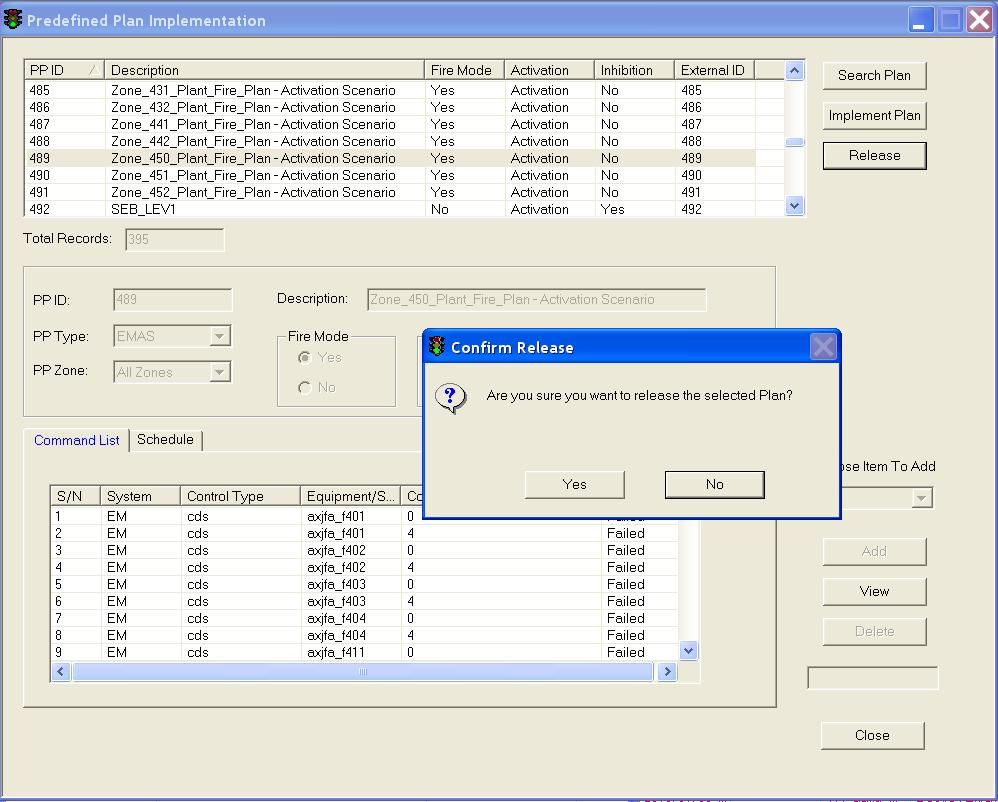 Predefined Plan Implementation
PP ID Description Fire Mode Activation Inhibition External ID
485 Zone_431_Plant_Fire_Plan - Activation Scenario Yes Activation No 485
486 Zone_432_Plant_Fire_Plan - Activation Scenario Yes Activation No 486
487 Zone_441_Plant_Fire_Plan - Activation Scenario Yes Activation No 487
488 Zone_442_Plant_Fire_Plan - Activation Scenario Yes Activation No 488
489 Zone_450_Plant_Fire_Plan - Activation Scenario Yes Activation No 489
490 Zone_451_Plant_Fire_Plan - Activation Scenario Yes Activation No 490
491 Zone_452_Plant_Fire_Plan - Activation Scenario Yes Activation No 491
492 SEB_LEV1 No Activation Yes 492
Search Plan
Implement Plan
Release
Total Records: 395
PP ID: 489 Description: Zone_450_Plant_Fire_Plan - Activation Scenario
PP Type: EMAS Fire Mode
Yes
PP Zone: All Zones
No
Confirm Release
Are you sure you want to release the selected Plan?
Yes No
Command List Schedule
ose Item To Add
S/N System Control Type Equipment/S... Co
1 EM cds axjfa_f401 0 Failed
2 EM cds axjfa_f401 4 Failed
3 EM cds axjfa_f402 0 Failed
4 EM cds axjfa_f402 4 Failed
5 EM cds axjfa_f403 0 Failed
6 EM cds axjfa_f403 4 Failed
7 EM cds axjfa_f404 0 Failed
8 EM cds axjfa_f404 4 Failed
9 EM cds axjfa_f411 0 Failed
Add
View
Delete
Close